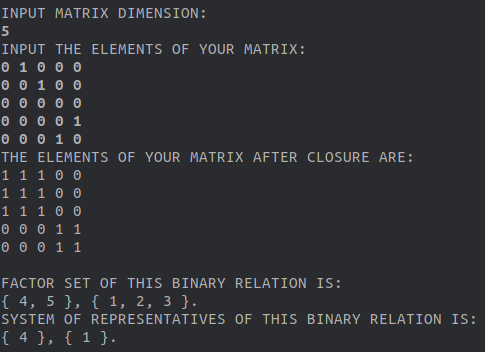 INPUT MATRIX DIMENSION:
5
INPUT THE ELEMENTS OF YOUR MATRIX:
0 1 0 0 0
0 0 1 0 0
0 0 0 0 0
0 0 0 0 1
0 0 0 1 0
THE ELEMENTS OF YOUR MATRIX AFTER CLOSURE ARE:
1 1 1 0 0
1 1 1 0 0
1 1 1 0 0
0 0 0 1 1
0 0 0 1 1
FACTOR SET OF THIS BINARY RELATION IS:
{ 4, 5 }, { 1, 2, 3 }.
SYSTEM OF REPRESENTATIVES OF THIS BINARY RELATION IS:
{ 4 }, { 1 }.